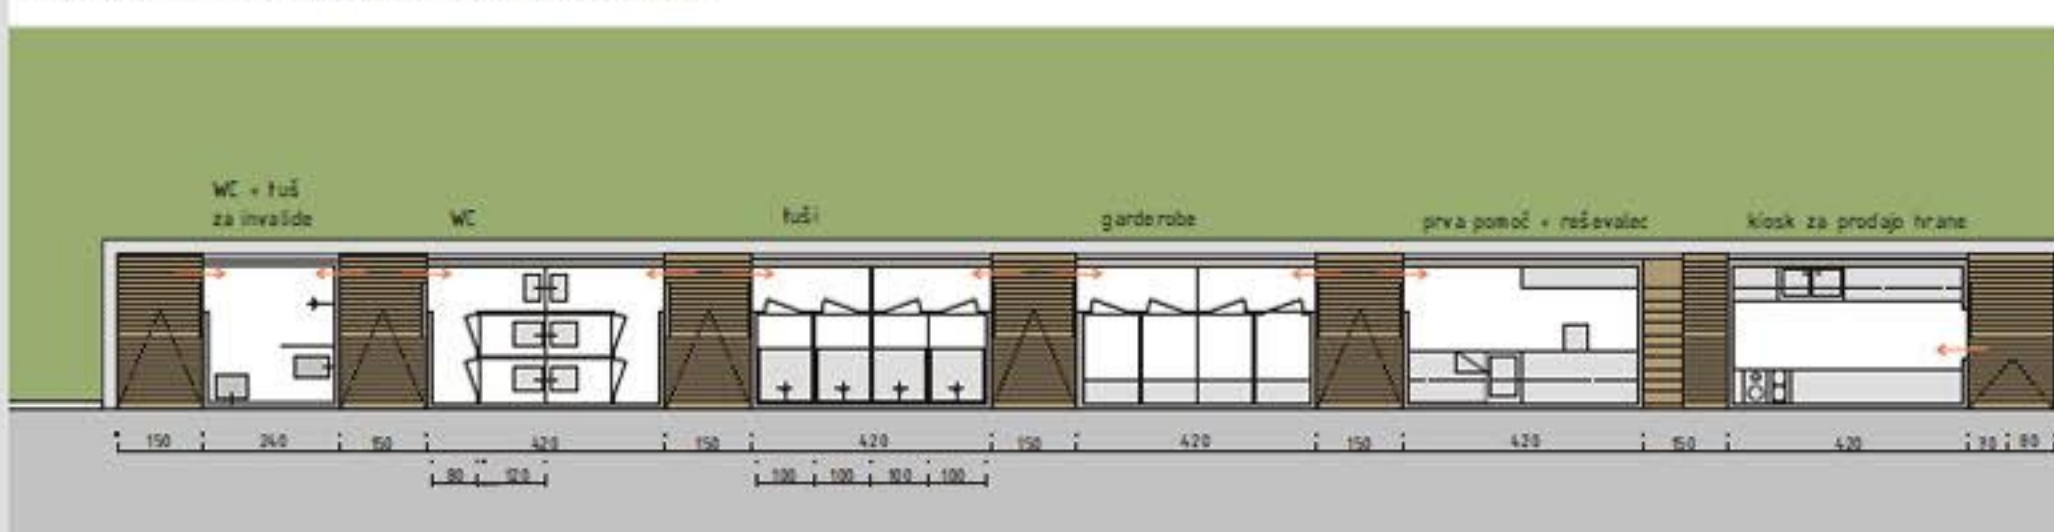 WC + tuš
za invalide
WC
tuši
garderobe
prva pomoč + reševalec
kiosk za prodajo hrane
150 240 150 420 150 420 150 420 150 420 150 420 80
80 120 100 100 100 100